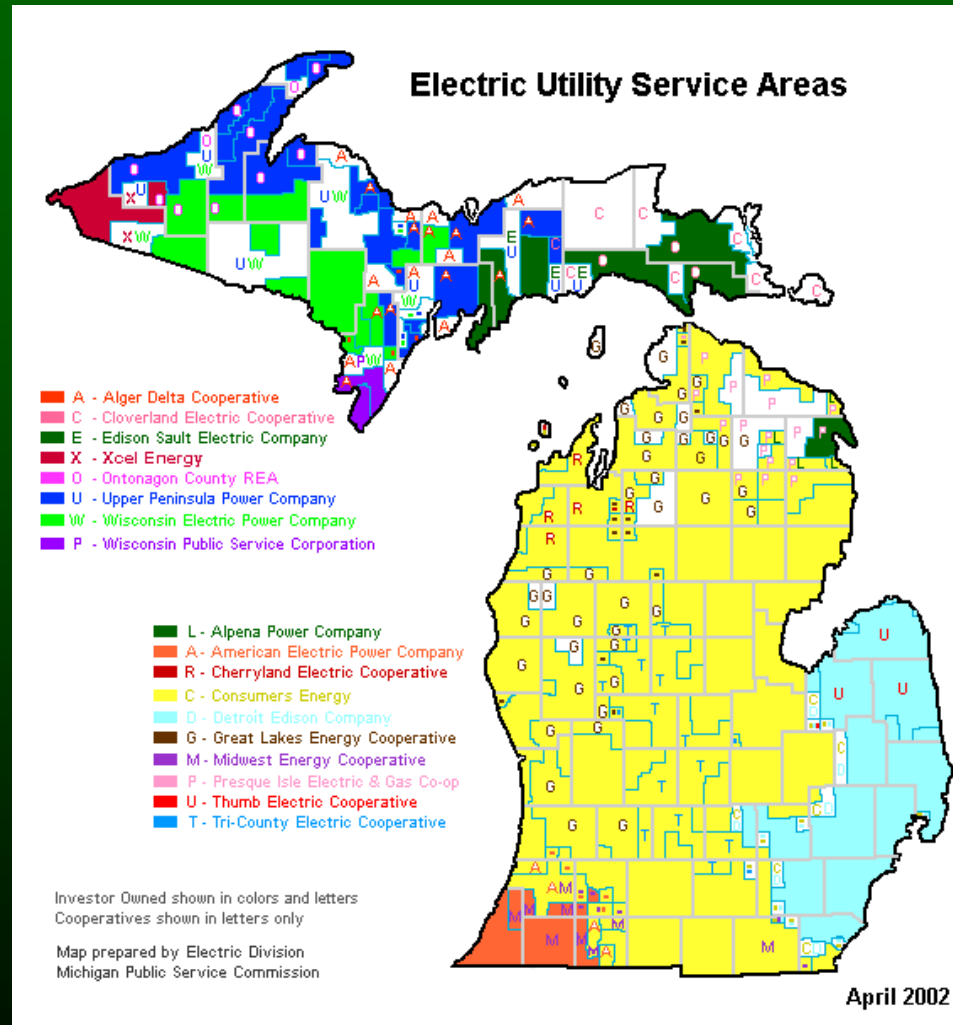 Electric Utility Service Areas
A - Alger Delta Cooperative
C - Cloverland Electric Cooperative
E - Edison Sault Electric Company
X - Xcel Energy
O - Ontonagon County REA
U - Upper Peninsula Power Company
W - Wisconsin Electric Power Company
P - Wisconsin Public Service Corporation
L - Alpena Power Company
A - American Electric Power Company
R - Cherryland Electric Cooperative
C - Consumers Energy
D - Detroit Edison Company
G - Great Lakes Energy Cooperative
M - Midwest Energy Cooperative
P - Presque Isle Electric & Gas Co-op
U - Thumb Electric Cooperative
T - Tri-County Electric Cooperative
Investor Owned shown in colors and letters
Cooperatives shown in letters only
Map prepared by Electric Division
Michigan Public Service Commission
April 2002